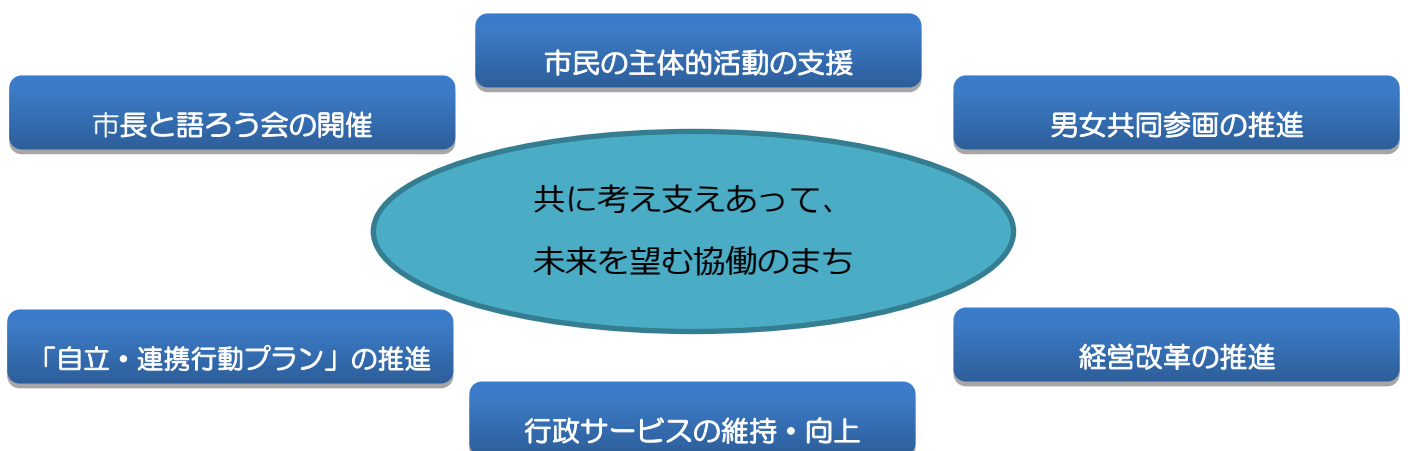 市民の主体的活動の支援
市長と語ろう会の開催
男女共同参画の推進
共に考え支えあって、
未来を望む協働のまち
「自立・連携行動プラン」の推進
経営改革の推進
行政サービスの維持・向上